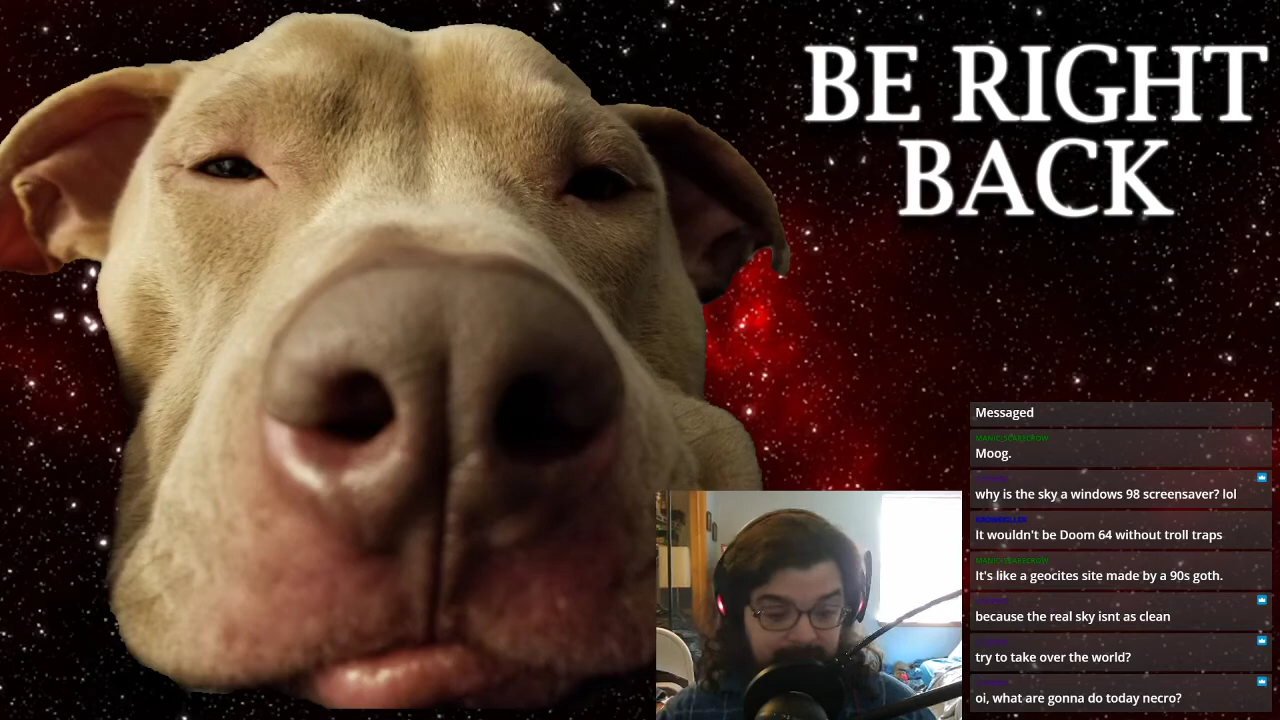 BE RIGHT
BACK
Messaged
MANIC_SCARECROW
Moog.
why is the sky a windows 98 screensaver? lol
It wouldn't be Doom 64 without troll traps
MANIC_SCARECROW
It's like a geocites site made by a 90s goth.
because the real sky isnt as clean
try to take over the world?
oi, what are gonna do today necro?